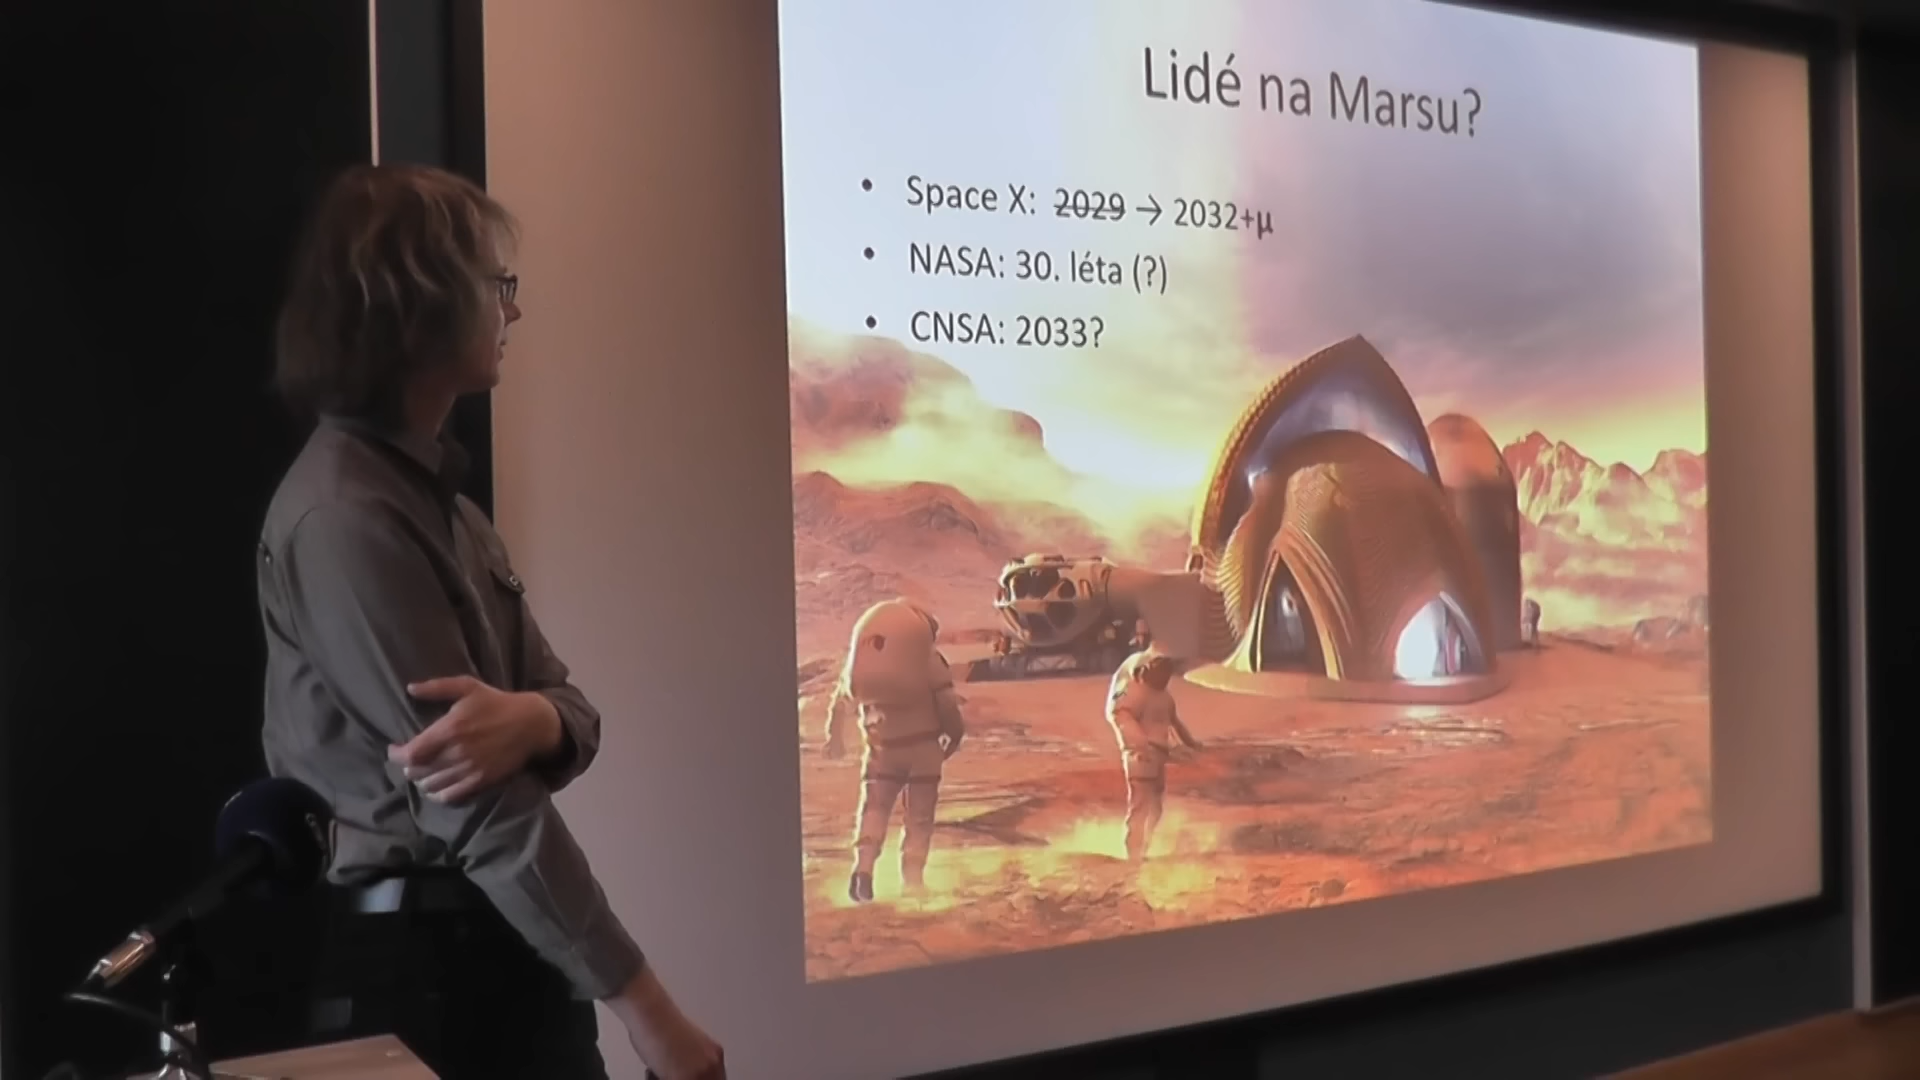 Lidé na Marsu?
• Space X: 2029 → 2032+μ
• NASA: 30. léta (?)
• CNSA: 2033?